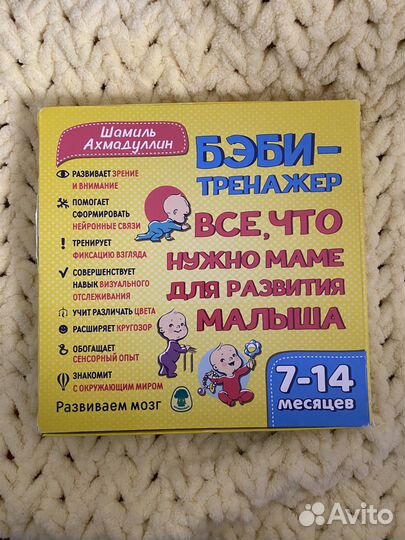 Шамиль
Ахмадуллин
БЭБИ-
ТРЕНАЖЕР
ВСЕ, ЧТО
НУЖНО МАМЕ
ДЛЯ РАЗВИТИЯ
МАЛЫША
РАЗВИВАЕТ ЗРЕНИЕ
И ВНИМАНИЕ
ПОМОГАЕТ
СФОРМИРОВАТЬ
НЕЙРОННЫЕ СВЯЗИ
ТРЕНИРУЕТ
ФИКСАЦИЮ ВЗГЛЯДА
СОВЕРШЕНСТВУЕТ
НАВЫК ВИЗУАЛЬНОГО
ОТСЛЕЖИВАНИЯ
УЧИТ РАЗЛИЧАТЬ ЦВЕТА
РАСШИРЯЕТ КРУГОЗОР
ОБОГАЩАЕТ
СЕНСОРНЫЙ ОПЫТ
ЗНАКОМИТ
С ОКРУЖАЮЩИМ МИРОМ
Развиваем мозг
7-14
месяцев
Avito